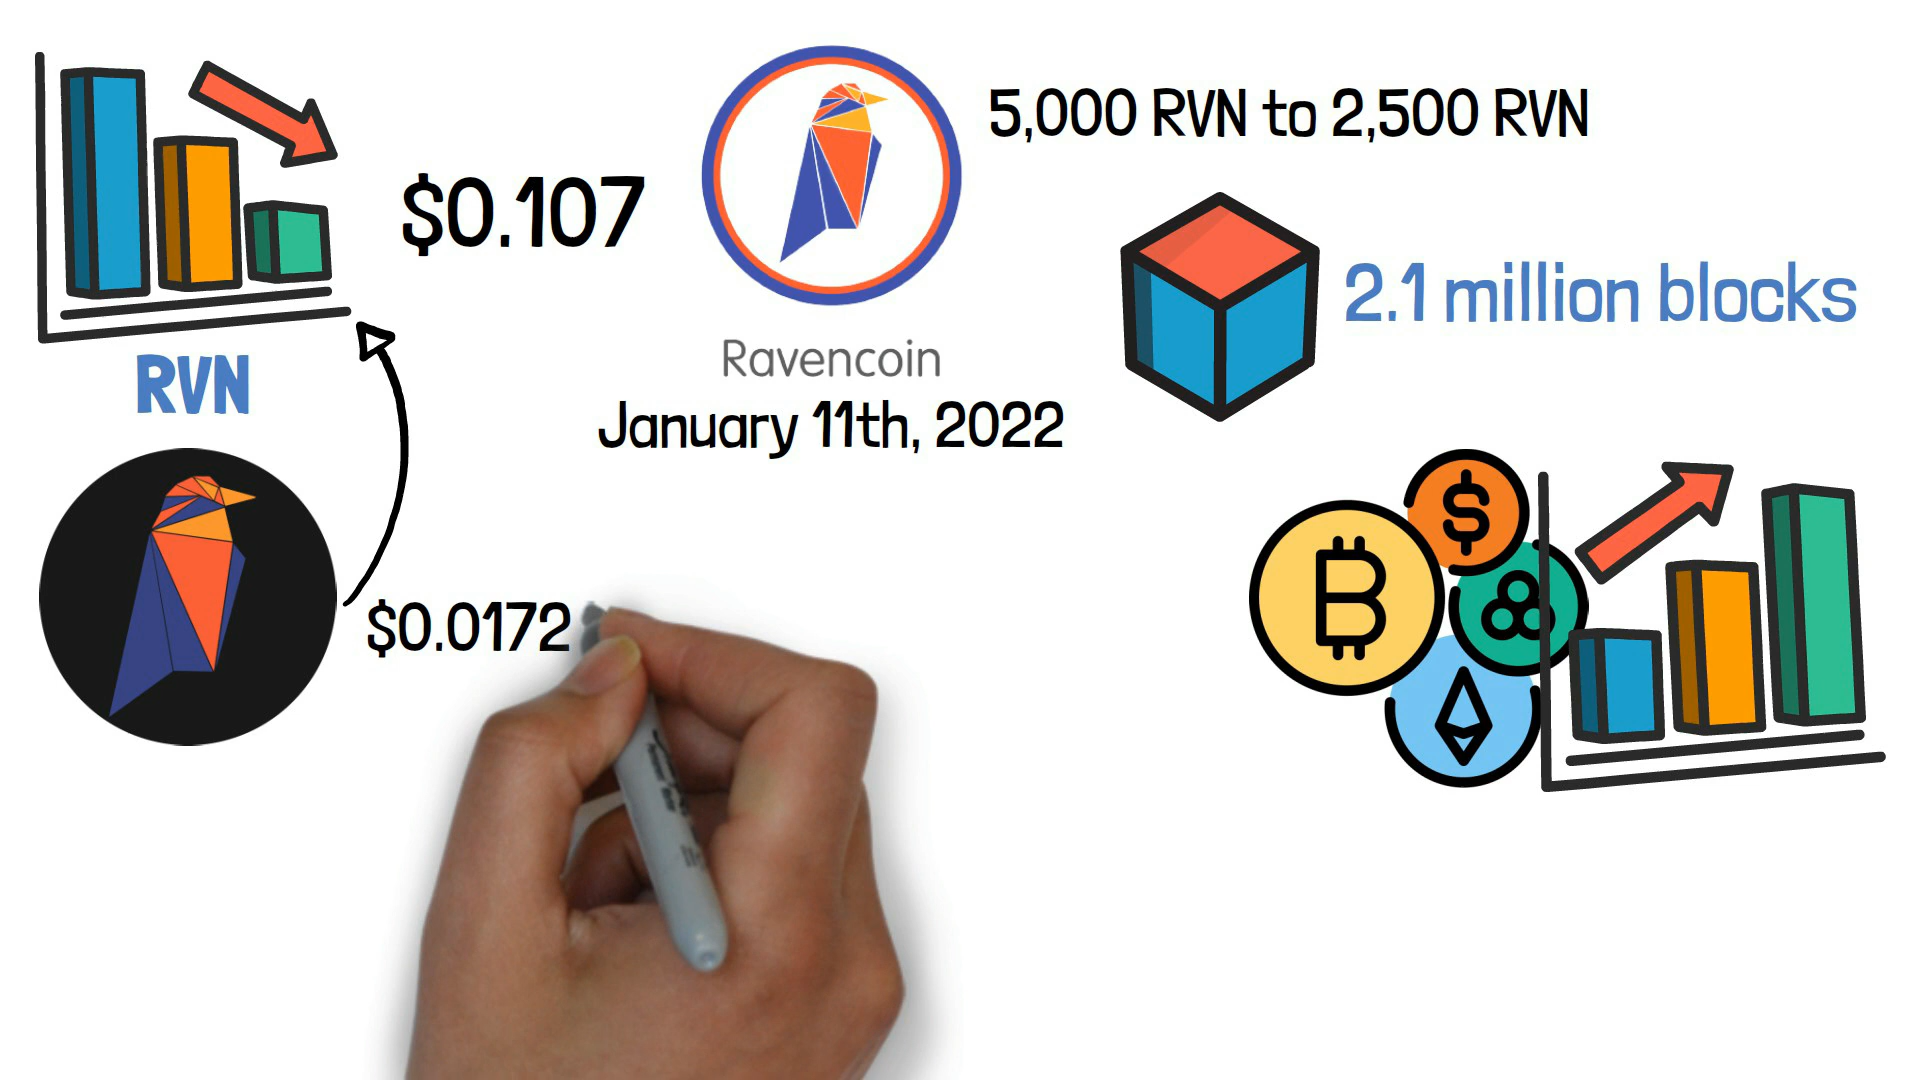 5,000 RVN to 2,500 RVN
$0.107
2.1 million blocks
Ravencoin
RVN
January 11th, 2022
$0.0172